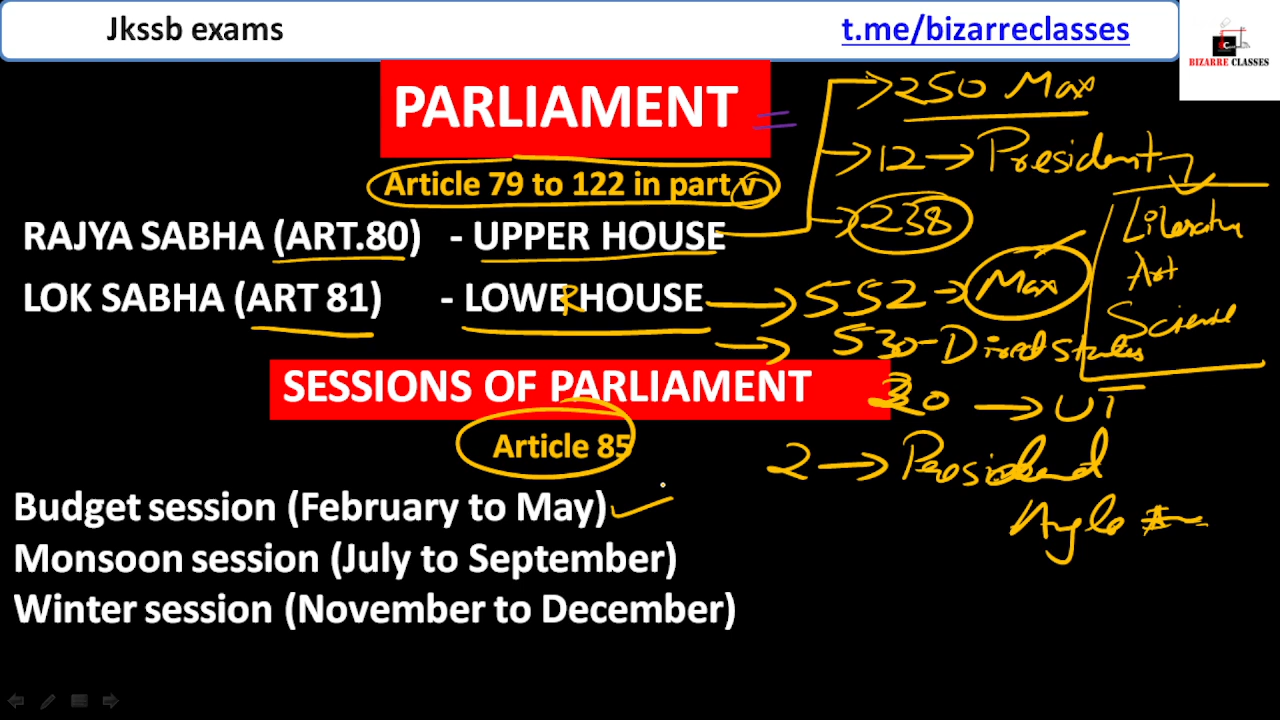 Jkssb exams
t.me/bizarreclasses
BIZARRE CLASSES
PARLIAMENT =
Article 79 to 122 in part v
RAJYA SABHA (ART.80) - UPPER HOUSE
→ 250 Max
→ 12 → President
→ 238
Literature
Art
Science
LOK SABHA (ART 81) - LOWERHOUSE → 552 → Max
→ 530 - Direct States
20 → UT
2 → President
Anglo
SESSIONS OF PARLIAMENT
Article 85
Budget session (February to May)
Monsoon session (July to September)
Winter session (November to December)